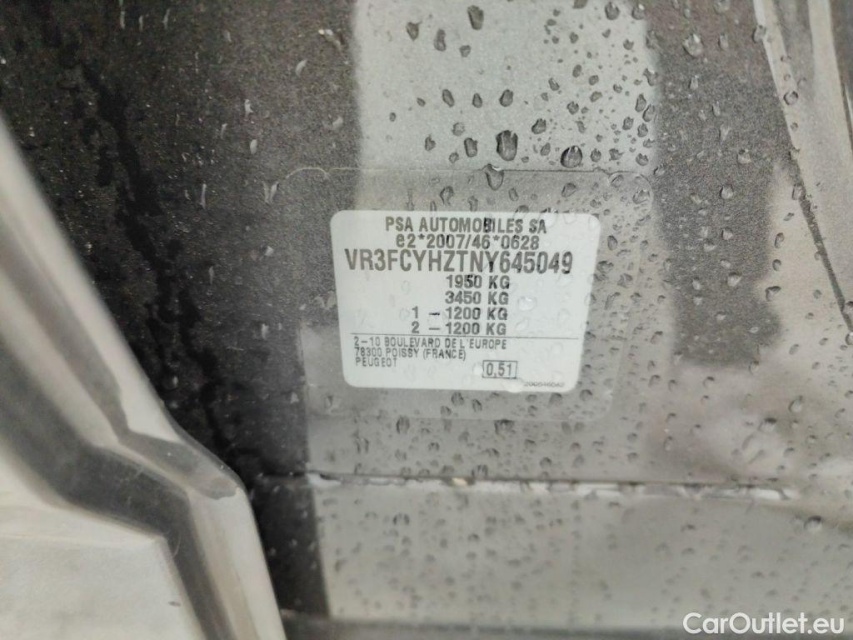 PSA AUTOMOBILES SA
e2*2007/46*0628
VR3FCYHZTNY645049
1950 KG
3450 KG
1 - 1200 KG
2 - 1200 KG
2-10 BOULEVARD DE L'EUROPE
78300 POISSY (FRANCE)
PEUGEOT
0,51
CarOutlet.eu